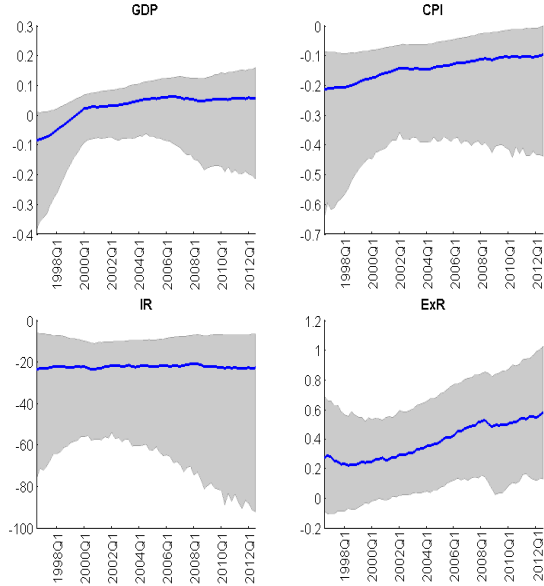 GDP
0.3
0.2
0.1
0
-0.1
-0.2
-0.3
-0.4
1998Q1
2000Q1
2002Q1
2004Q1
2006Q1
2008Q1
2010Q1
2012Q1
CPI
0
-0.1
-0.2
-0.3
-0.4
-0.5
-0.6
-0.7
1998Q1
2000Q1
2002Q1
2004Q1
2006Q1
2008Q1
2010Q1
2012Q1
IR
0
-20
-40
-60
-80
-100
1998Q1
2000Q1
2002Q1
2004Q1
2006Q1
2008Q1
2010Q1
2012Q1
ExR
1.2
1
0.8
0.6
0.4
0.2
0
-0.2
1998Q1
2000Q1
2002Q1
2004Q1
2006Q1
2008Q1
2010Q1
2012Q1